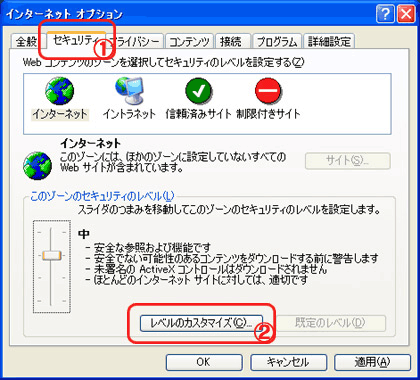 インターネット オプション
全般 セキュリティ プライバシー コンテンツ 接続 プログラム 詳細設定
①
Web コンテンツのゾーンを選択してセキュリティのレベルを設定する(Z)
インターネット イントラネット 信頼済みサイト 制限付きサイト
インターネット
このゾーンには、ほかのゾーンに設定していないすべての
Web サイトが含まれています。
サイト(S)...
このゾーンのセキュリティのレベル(L)
スライダのつまみを移動してこのゾーンのセキュリティのレベルを設定します。
中
- 安全な参照および機能です
- 安全でない可能性のあるコンテンツをダウンロードする前に警告します
- 未署名の ActiveX コントロールはダウンロードされません
- ほとんどのインターネット サイトに対しては、適切です
レベルのカスタマイズ(C)... ② 既定のレベル(D)
OK キャンセル 適用(A)